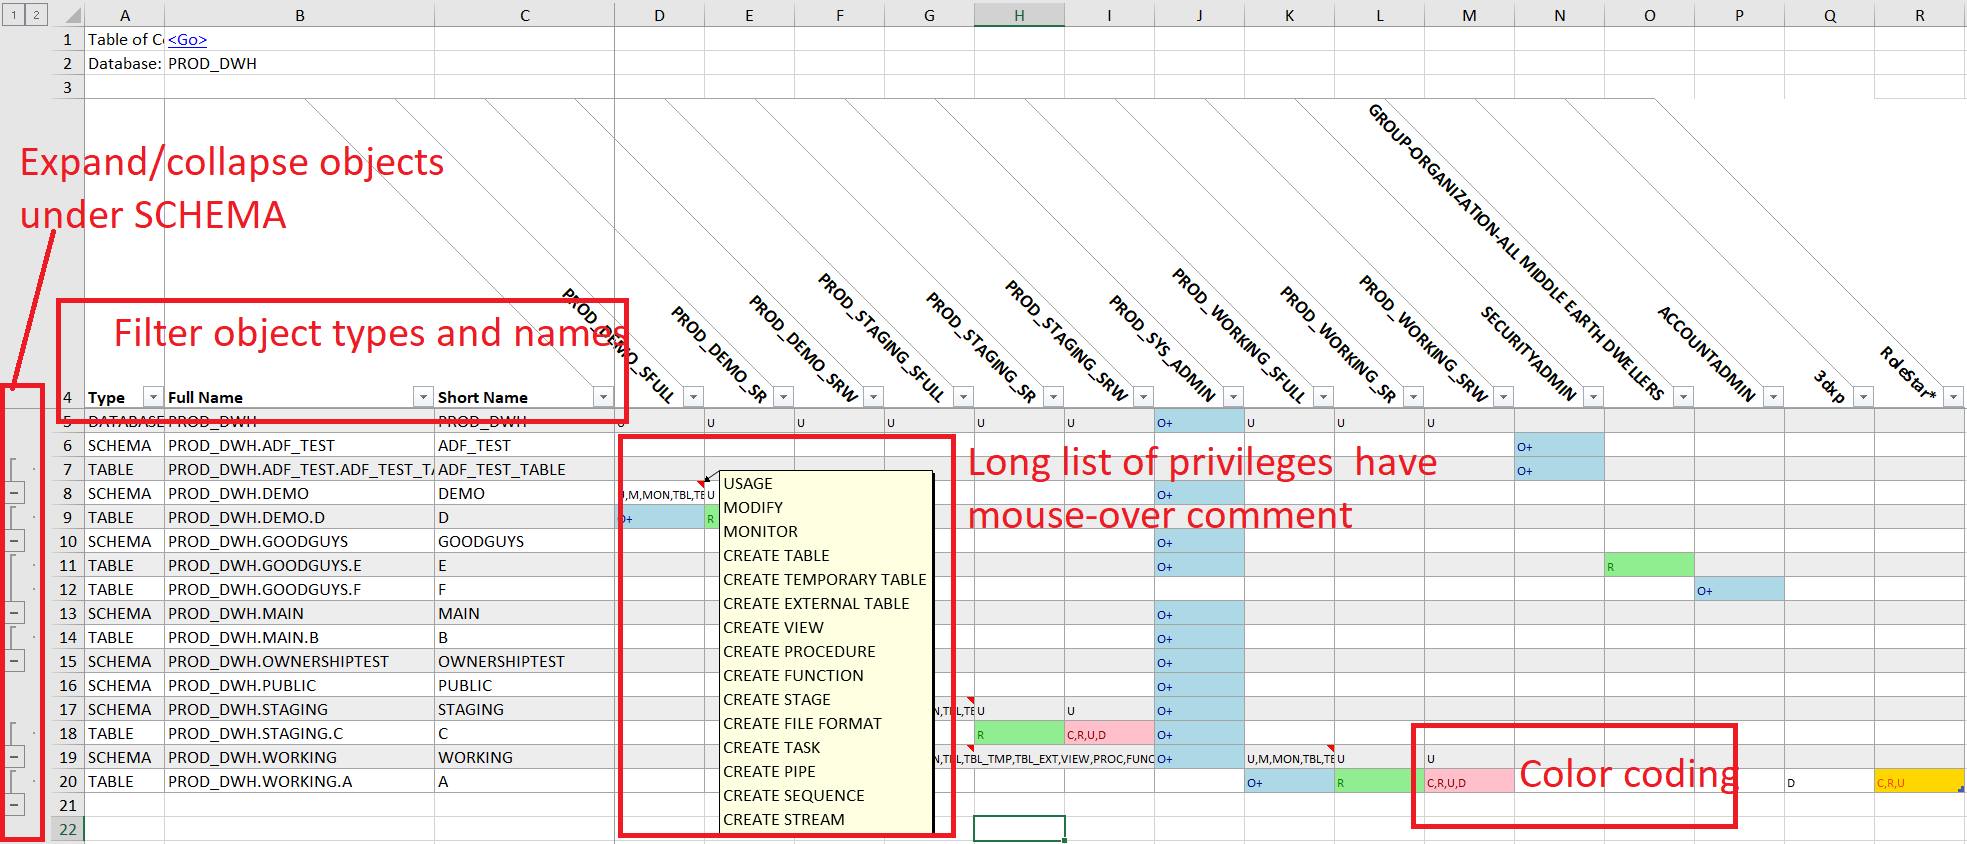 1 2
A B C D E F G H I J K L M N O P Q R
1 Table of Co <Go>
2 Database: PROD_DWH
3
Expand/collapse objects
under SCHEMA
Filter object types and names
4 Type Full Name Short Name PROD_DEMO_SFULL PROD_DEMO_SR PROD_DEMO_SRW PROD_STAGING_SFULL PROD_STAGING_SR PROD_STAGING_SRW PROD_SYS_ADMIN PROD_WORKING_SFULL PROD_WORKING_SR PROD_WORKING_SRW SECURITYADMIN GROUP-ORGANIZATION-ALL MIDDLE EARTH DWELLERS ACCOUNTADMIN 3dxp RoleStar*
5 DATABASE PROD_DWH PROD_DWH U U U U U U O+ U U U
6 SCHEMA PROD_DWH.ADF_TEST ADF_TEST O+
7 TABLE PROD_DWH.ADF_TEST.ADF_TEST_TA ADF_TEST_TABLE O+
8 SCHEMA PROD_DWH.DEMO DEMO U,M,MON,TBL,TE U O+
9 TABLE PROD_DWH.DEMO.D D O+ R
10 SCHEMA PROD_DWH.GOODGUYS GOODGUYS O+
11 TABLE PROD_DWH.GOODGUYS.E E O+ R
12 TABLE PROD_DWH.GOODGUYS.F F O+
13 SCHEMA PROD_DWH.MAIN MAIN O+
14 TABLE PROD_DWH.MAIN.B B O+
15 SCHEMA PROD_DWH.OWNERSHIPTEST OWNERSHIPTEST O+
16 SCHEMA PROD_DWH.PUBLIC PUBLIC O+
17 SCHEMA PROD_DWH.STAGING STAGING N,TBL,TE U U O+
18 TABLE PROD_DWH.STAGING.C C R C,R,U,D O+
19 SCHEMA PROD_DWH.WORKING WORKING N,TBL,TBL_TMP,TBL_EXT,VIEW,PROC,FUNC O+ U,M,MON,TBL,TE U U
20 TABLE PROD_DWH.WORKING.A A O+ R C,R,U,D D C,R,U
21
22
USAGE
MODIFY
MONITOR
CREATE TABLE
CREATE TEMPORARY TABLE
CREATE EXTERNAL TABLE
CREATE VIEW
CREATE PROCEDURE
CREATE FUNCTION
CREATE STAGE
CREATE FILE FORMAT
CREATE TASK
CREATE PIPE
CREATE SEQUENCE
CREATE STREAM
Long list of privileges have
mouse-over comment
Color coding